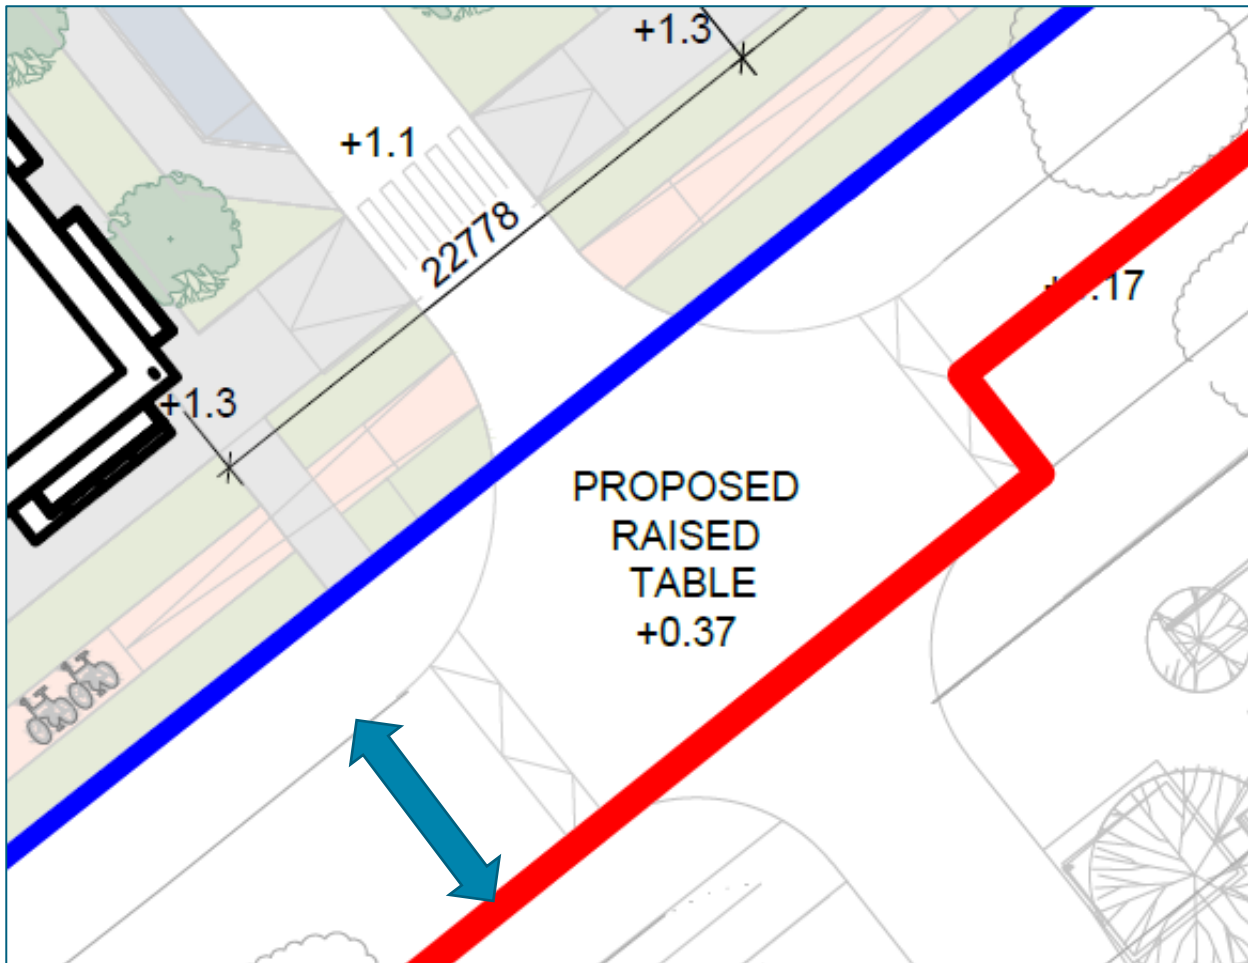 +1.3
+1.1
22778
+1.3
PROPOSED
RAISED
TABLE
+0.37